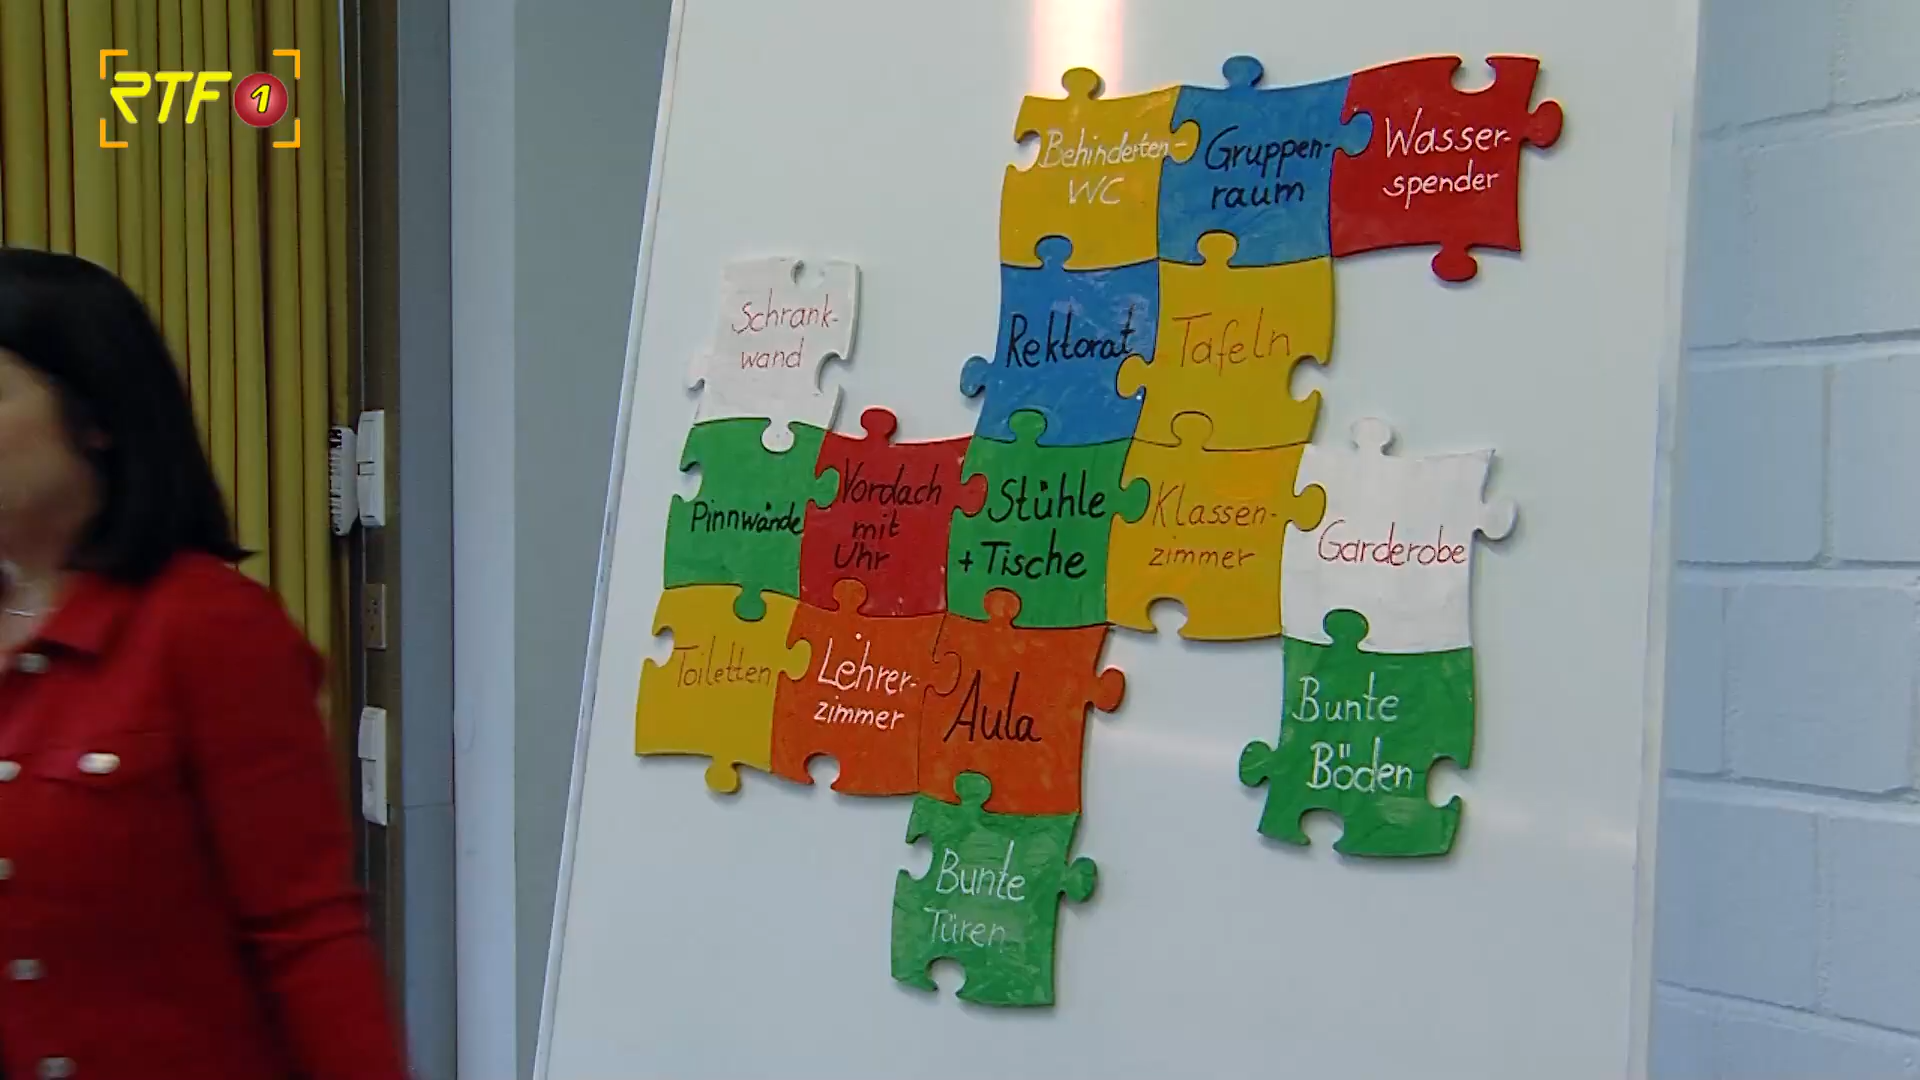 RTF 1
Behinderten-
WC
Gruppen-
raum
Wasser-
spender
Schrank-
wand
Rektorat
Tafeln
Pinnwände
Vordach
mit
Uhr
Stühle
+ Tische
Klassen-
zimmer
Garderobe
Toiletten
Lehrer-
zimmer
Aula
Bunte
Böden
Bunte
Türen